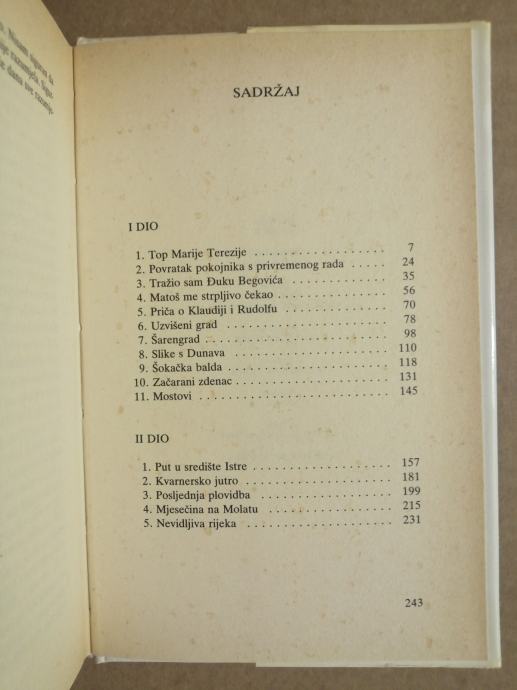 SADRŽAJ
I DIO
1. Top Marije Terezije . . . . . . . . . . . . . . . . . . 7
2. Povratak pokojnika s privremenog rada . . . . . 24
3. Tražio sam Đuku Begovića . . . . . . . . . . . . . . 35
4. Matoš me strpljivo čekao . . . . . . . . . . . . . . . 56
5. Priča o Klaudiji i Rudolfu . . . . . . . . . . . . . . 70
6. Uzvišeni grad . . . . . . . . . . . . . . . . . . . . . . 78
7. Šarengrad . . . . . . . . . . . . . . . . . . . . . . . . 98
8. Slike s Dunava . . . . . . . . . . . . . . . . . . . . . 110
9. Šokačka balda . . . . . . . . . . . . . . . . . . . . . . 118
10. Začarani zdenac . . . . . . . . . . . . . . . . . . . . 131
11. Mostovi . . . . . . . . . . . . . . . . . . . . . . . . . . 145
II DIO
1. Put u središte Istre . . . . . . . . . . . . . . . . . . . 157
2. Kvarnersko jutro . . . . . . . . . . . . . . . . . . . . 181
3. Posljednja plovidba . . . . . . . . . . . . . . . . . . 199
4. Mjesečina na Molatu . . . . . . . . . . . . . . . . . 215
5. Nevidljiva rijeka . . . . . . . . . . . . . . . . . . . . 231
243